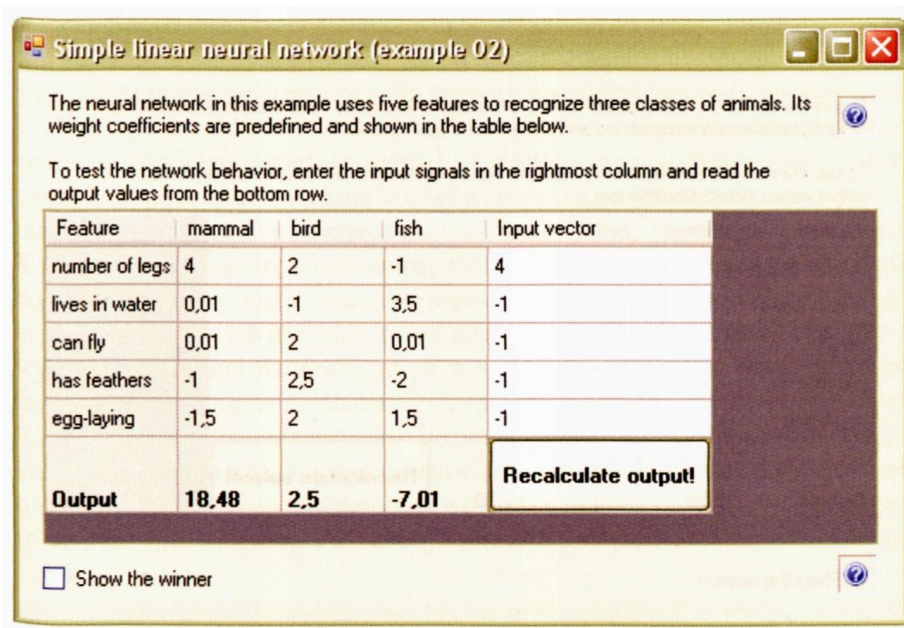 Simple linear neural network (example 02)
The neural network in this example uses five features to recognize three classes of animals. Its
weight coefficients are predefined and shown in the table below.
To test the network behavior, enter the input signals in the rightmost column and read the
output values from the bottom row.
Feature mammal bird fish Input vector
number of legs 4 2 -1 4
lives in water 0,01 -1 3,5 -1
can fly 0,01 2 0,01 -1
has feathers -1 2,5 -2 -1
egg-laying -1,5 2 1,5 -1
Output 18,48 2,5 -7,01 Recalculate output!
Show the winner